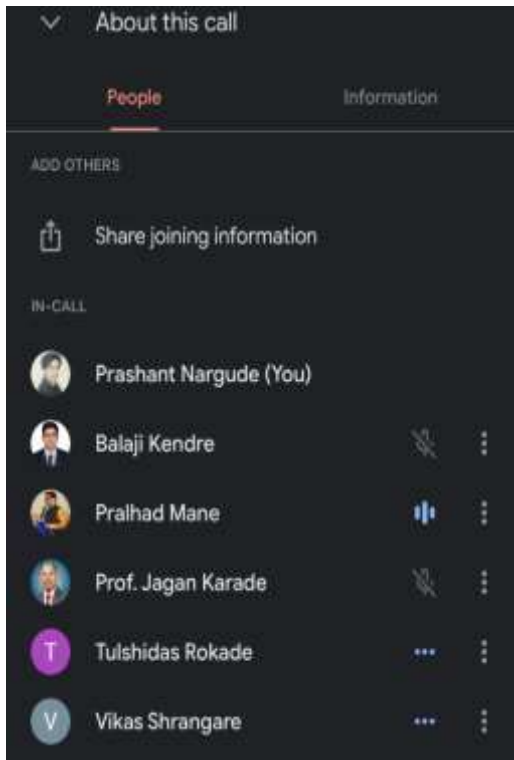 About this call
People Information
ADD OTHERS
Share joining information
IN-CALL
Prashant Nargude (You)
Balaji Kendre
Pralhad Mane
Prof. Jagan Karade
T Tulshidas Rokade
V Vikas Shrangare